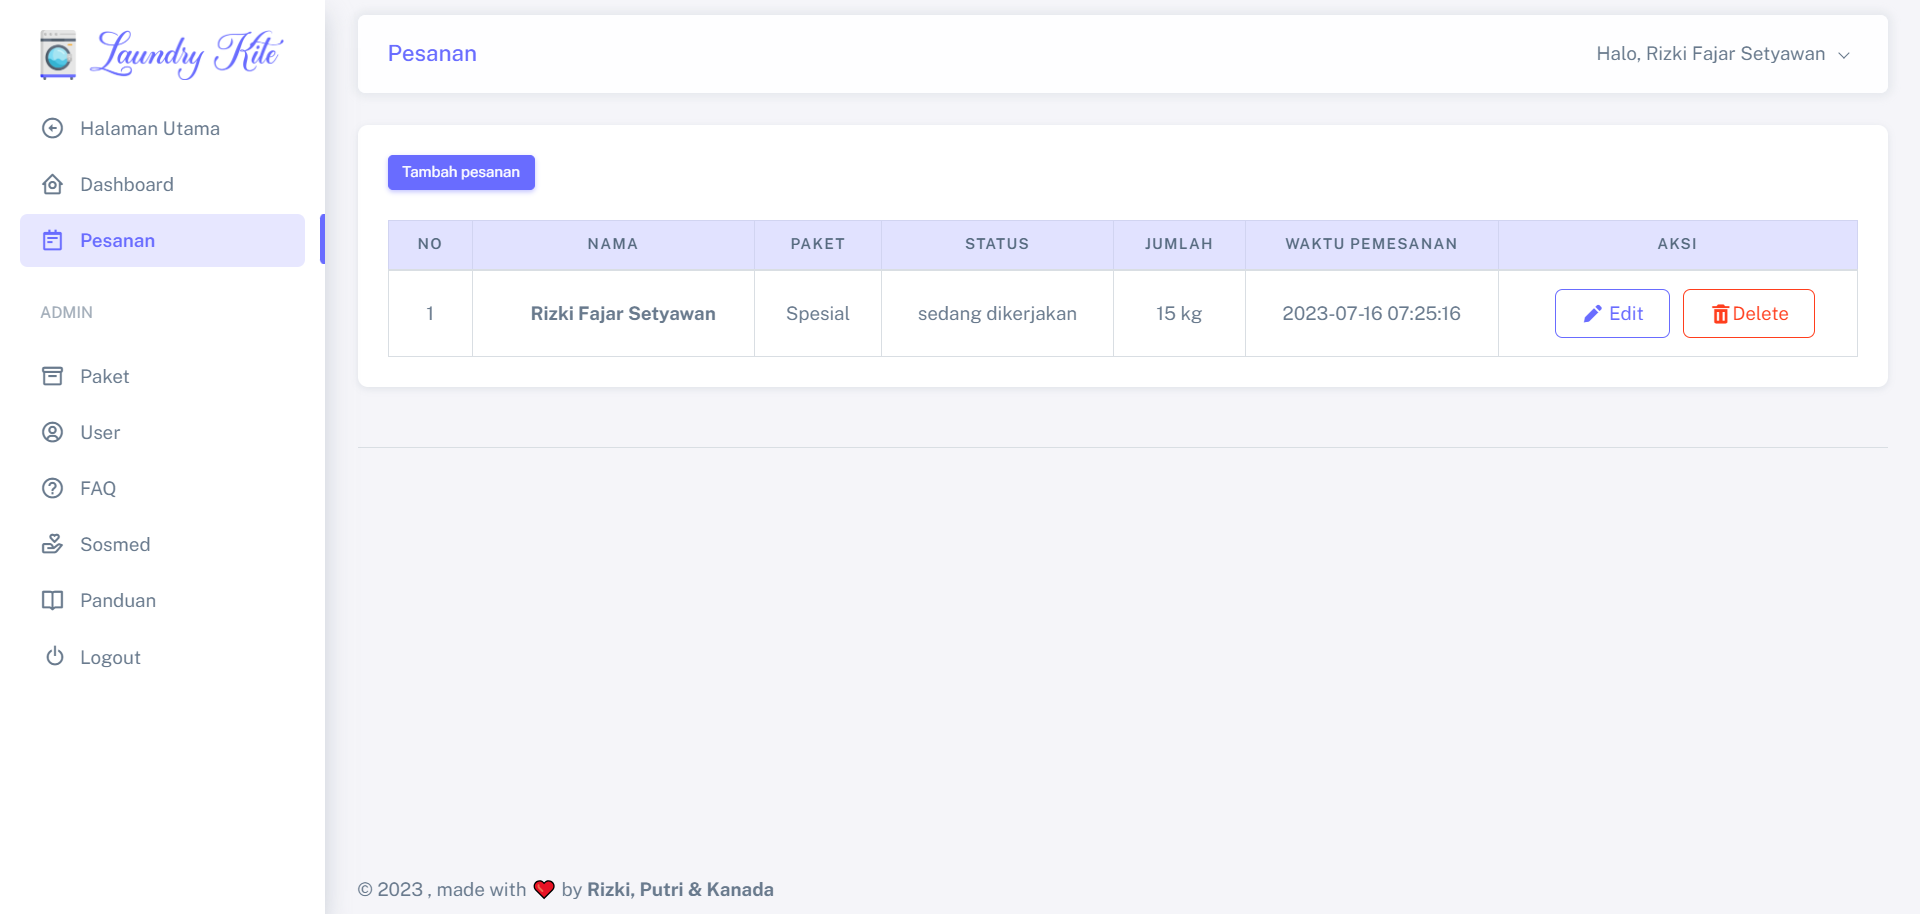 Laundry Kite
Halaman Utama
Dashboard
Pesanan
ADMIN
Paket
User
FAQ
Sosmed
Panduan
Logout
Pesanan
Halo, Rizki Fajar Setyawan
Tambah pesanan
NO NAMA PAKET STATUS JUMLAH WAKTU PEMESANAN AKSI
1 Rizki Fajar Setyawan Spesial sedang dikerjakan 15 kg 2023-07-16 07:25:16 Edit Delete
© 2023 , made with ❤️ by Rizki, Putri & Kanada